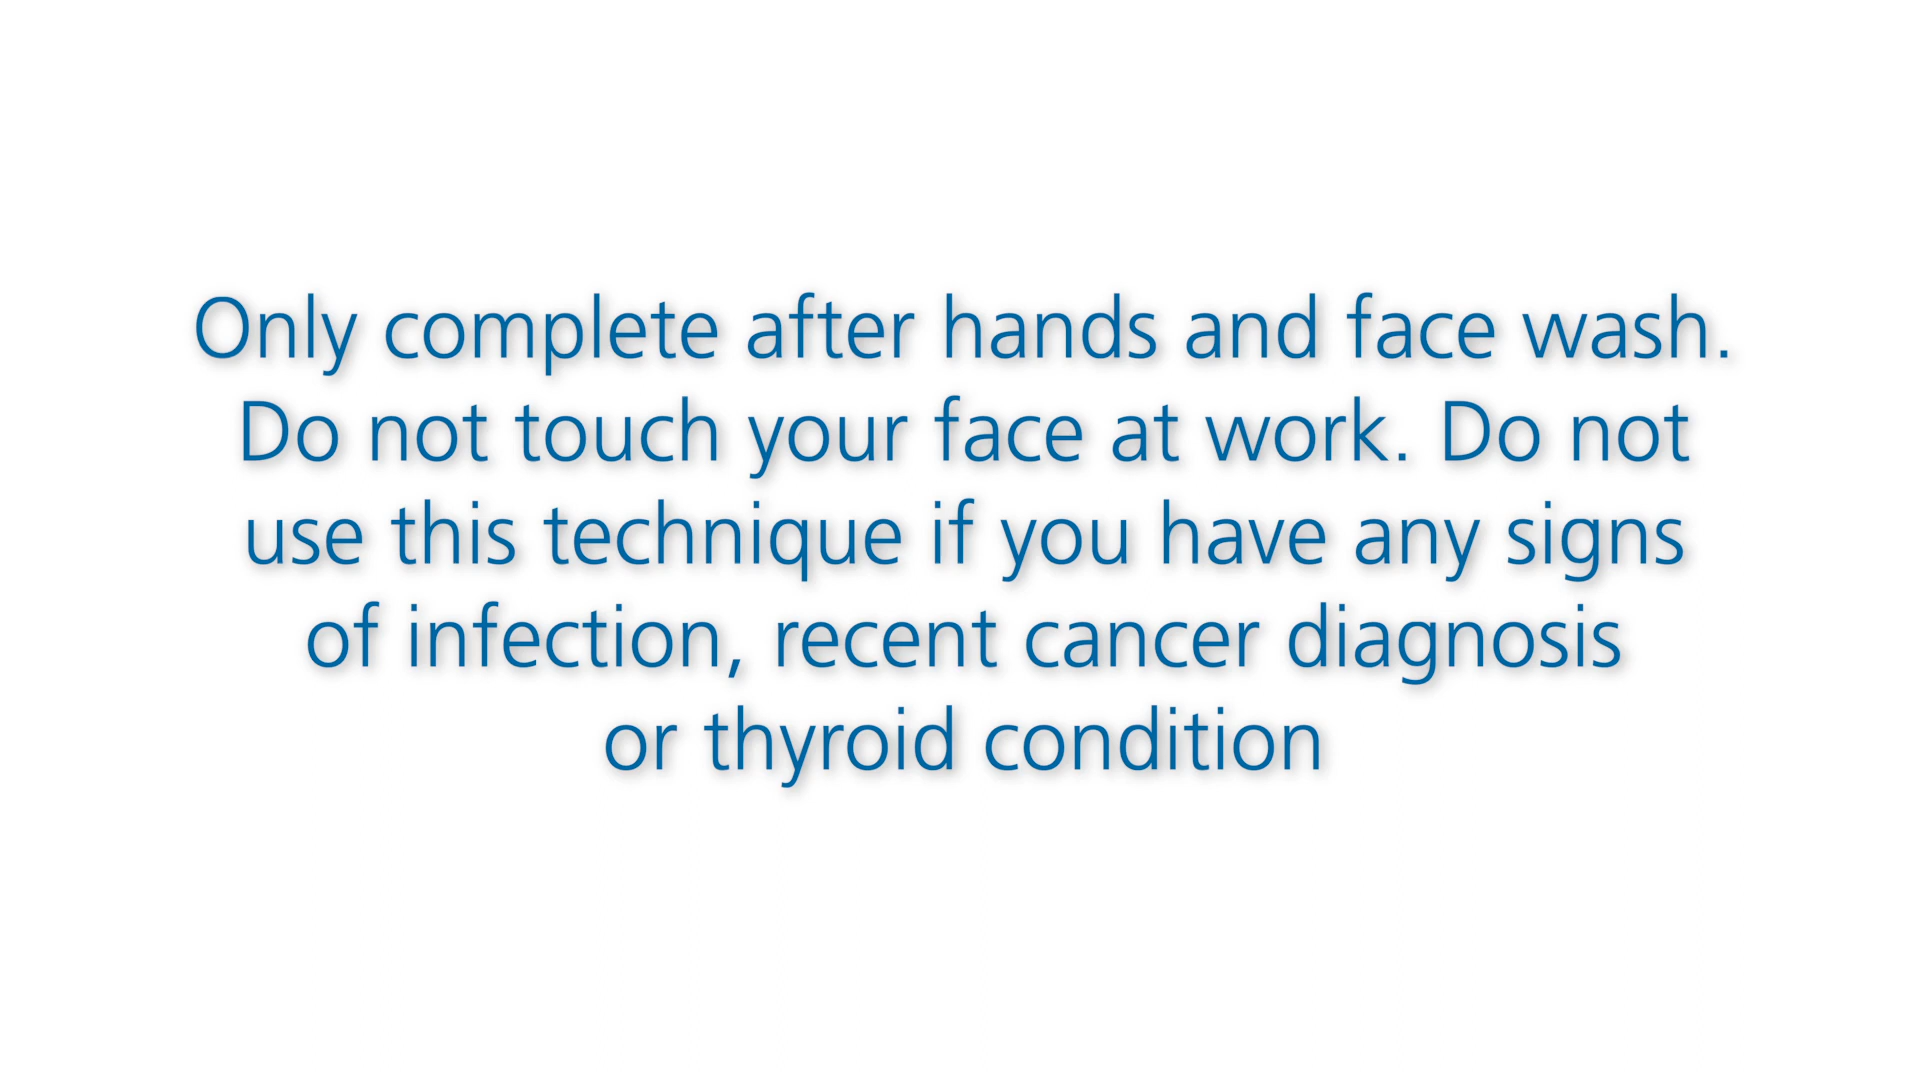 Only complete after hands and face wash.
Do not touch your face at work. Do not
use this technique if you have any signs
of infection, recent cancer diagnosis
or thyroid condition